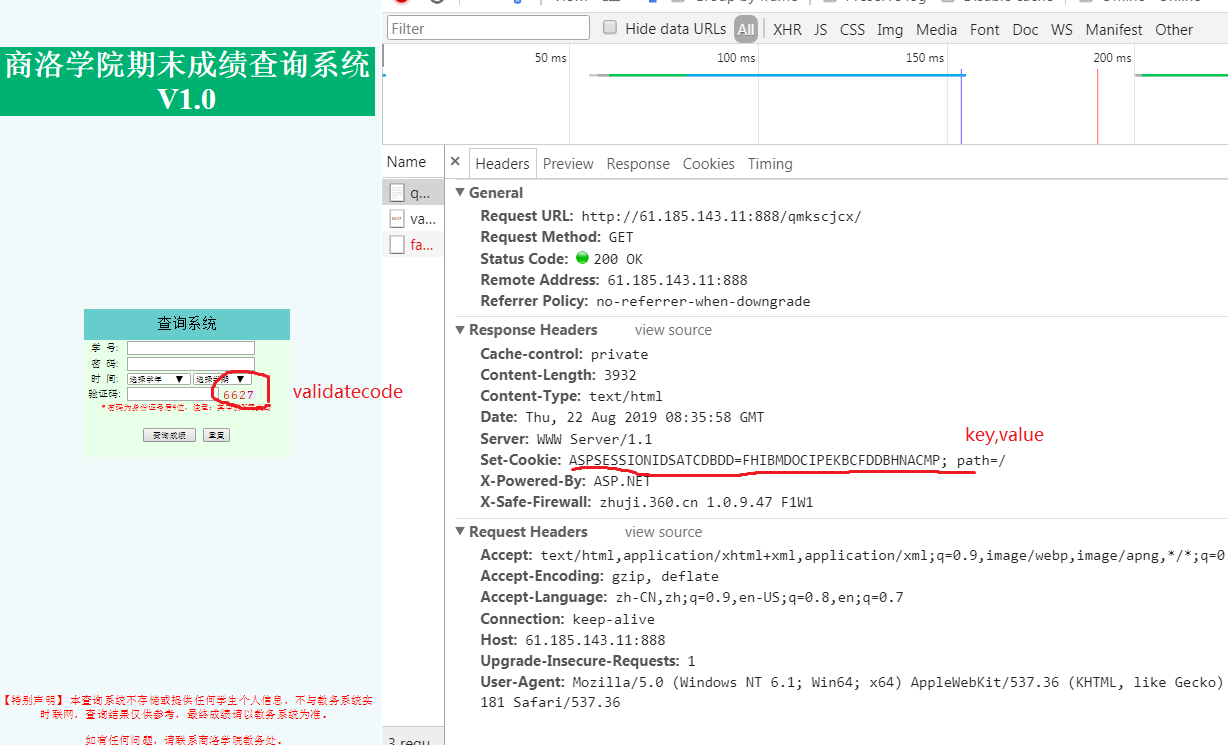 商洛学院期末成绩查询系统
V1.0
查询系统
学 号:
密 码:
时 间: 选择学年 ▼ 选择学期 ▼
验证码: 6627
validatecode
查询成绩 重置
【特别声明】本查询系统不存储或提供任何学生个人信息。不与教务系统实
时联网。查询结果仅供参考。最终成绩请以教务系统为准。
如有任何问题,请联系商洛学院教务处。
Filter
Hide data URLs All XHR JS CSS Img Media Font Doc WS Manifest Other
50 ms 100 ms 150 ms 200 ms
Name × Headers Preview Response Cookies Timing
q...
va...
fa...
▼ General
Request URL: http://61.185.143.11:888/qmkscjcx/
Request Method: GET
Status Code: 200 OK
Remote Address: 61.185.143.11:888
Referrer Policy: no-referrer-when-downgrade
▼ Response Headers view source
Cache-control: private
Content-Length: 3932
Content-Type: text/html
Date: Thu, 22 Aug 2019 08:35:58 GMT
Server: WWW Server/1.1
key,value
Set-Cookie: ASPSESSIONIDSATCDBDD=FHIBMDOCIPEKBCFDDBHNACMP; path=/
X-Powered-By: ASP.NET
X-Safe-Firewall: zhuji.360.cn 1.0.9.47 F1W1
▼ Request Headers view source
Accept: text/html,application/xhtml+xml,application/xml;q=0.9,image/webp,image/apng,*/*;q=0.
Accept-Encoding: gzip, deflate
Accept-Language: zh-CN,zh;q=0.9,en-US;q=0.8,en;q=0.7
Connection: keep-alive
Host: 61.185.143.11:888
Upgrade-Insecure-Requests: 1
User-Agent: Mozilla/5.0 (Windows NT 6.1; Win64; x64) AppleWebKit/537.36 (KHTML, like Gecko)
181 Safari/537.36
3 requ